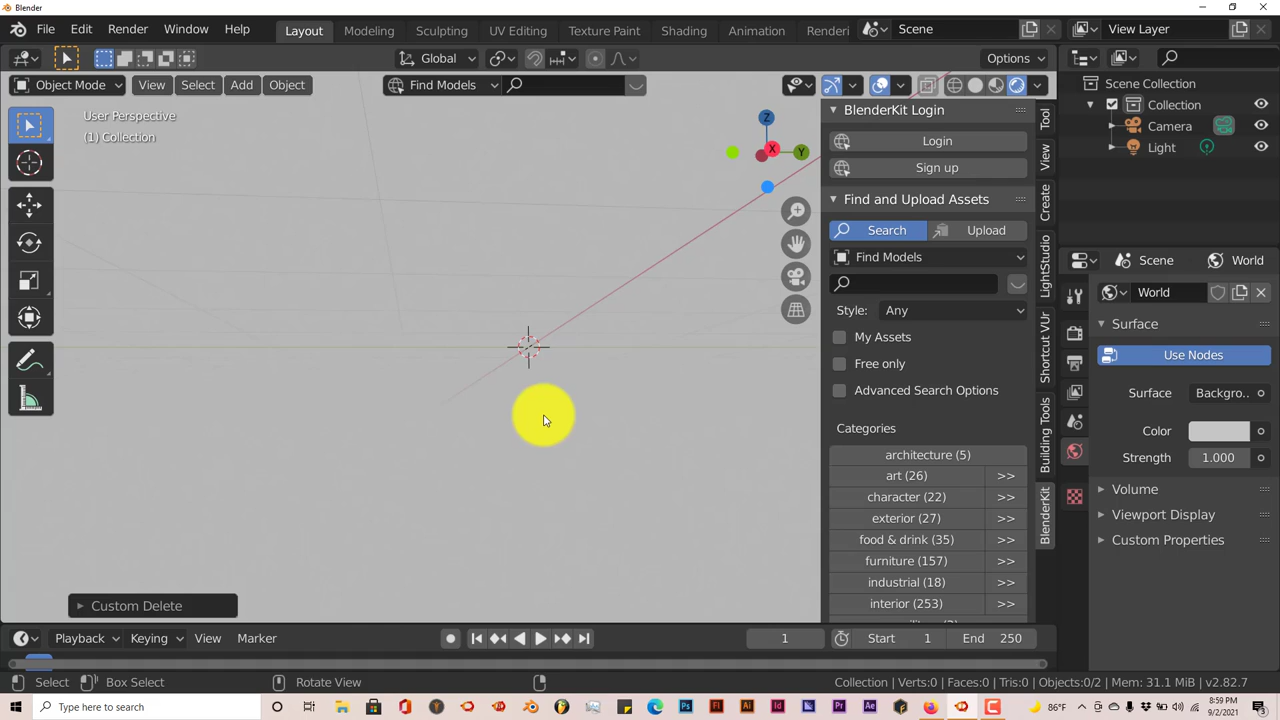 Blender
File Edit Render Window Help Layout Modeling Sculpting UV Editing Texture Paint Shading Animation Scene View Layer
Global Options
Object Mode View Select Add Object Find Models
User Perspective
(1) Collection
Z
X
Y
BlenderKit Login
Login
Sign up
Find and Upload Assets
Search Upload
Find Models
Style: Any
My Assets
Free only
Advanced Search Options
Categories
architecture (5)
art (26) >>
character (22) >>
exterior (27) >>
food & drink (35) >>
furniture (157) >>
industrial (18) >>
interior (253) >>
Tool
View
Create
LightStudio
Shortcut VUr
Building Tools
BlenderKit
Scene Collection
Collection
Camera
Light
Scene World
World
Surface
Use Nodes
Surface Backgro..
Color
Strength 1.000
Volume
Viewport Display
Custom Properties
Custom Delete
Playback Keying View Marker 1 Start 1 End 250
Select Box Select Rotate View Collection | Verts:0 | Faces:0 | Tris:0 | Objects:0/2 | Mem: 31.1 MiB | v2.82.7
Type here to search
Ps Fl Ai Id Me Pr Ae
86°F
8:59 PM
9/2/2021